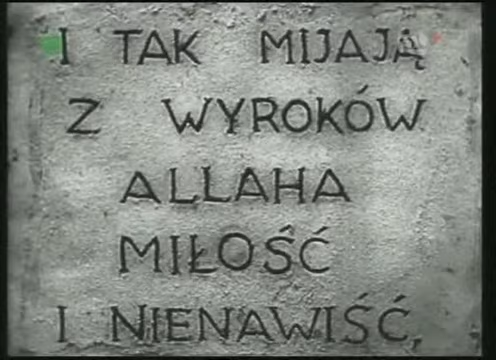 I TAK MIJAJĄ
Z WYROKÓW
ALLAHA
MIŁOŚĆ
I NIENAWIŚĆ,